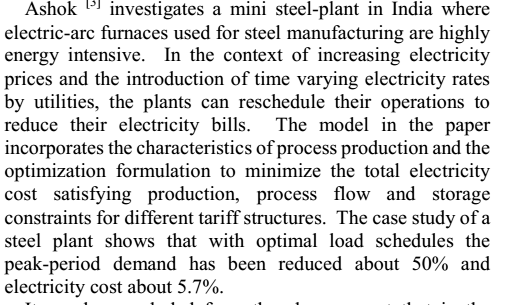 Ashok [3] investigates a mini steel-plant in India where
electric-arc furnaces used for steel manufacturing are highly
energy intensive. In the context of increasing electricity
prices and the introduction of time varying electricity rates
by utilities, the plants can reschedule their operations to
reduce their electricity bills. The model in the paper
incorporates the characteristics of process production and the
optimization formulation to minimize the total electricity
cost satisfying production, process flow and storage
constraints for different tariff structures. The case study of a
steel plant shows that with optimal load schedules the
peak-period demand has been reduced about 50% and
electricity cost about 5.7%.